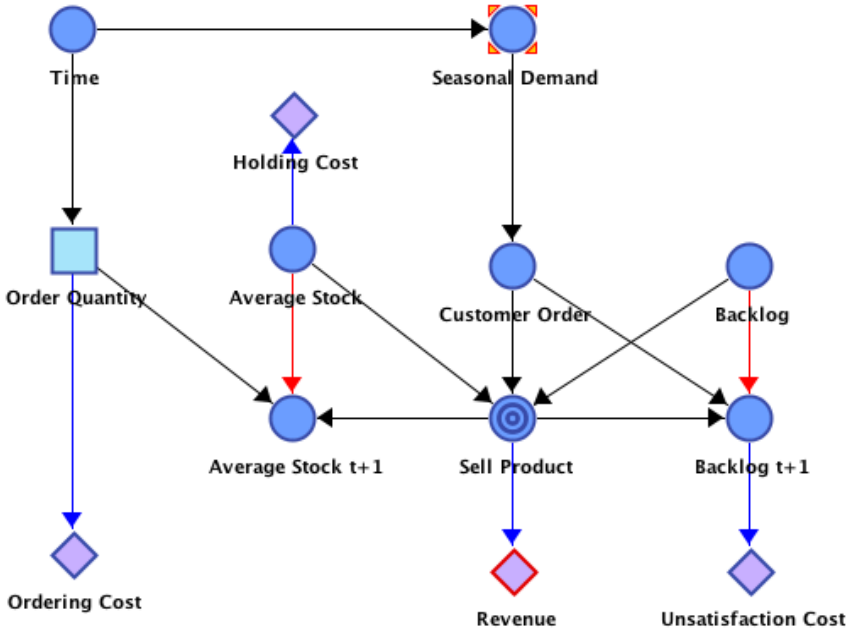 Time
Seasonal Demand
Holding Cost
Order Quantity
Average Stock
Customer Order
Backlog
Average Stock t+1
Sell Product
Backlog t+1
Ordering Cost
Revenue
Unsatisfaction Cost